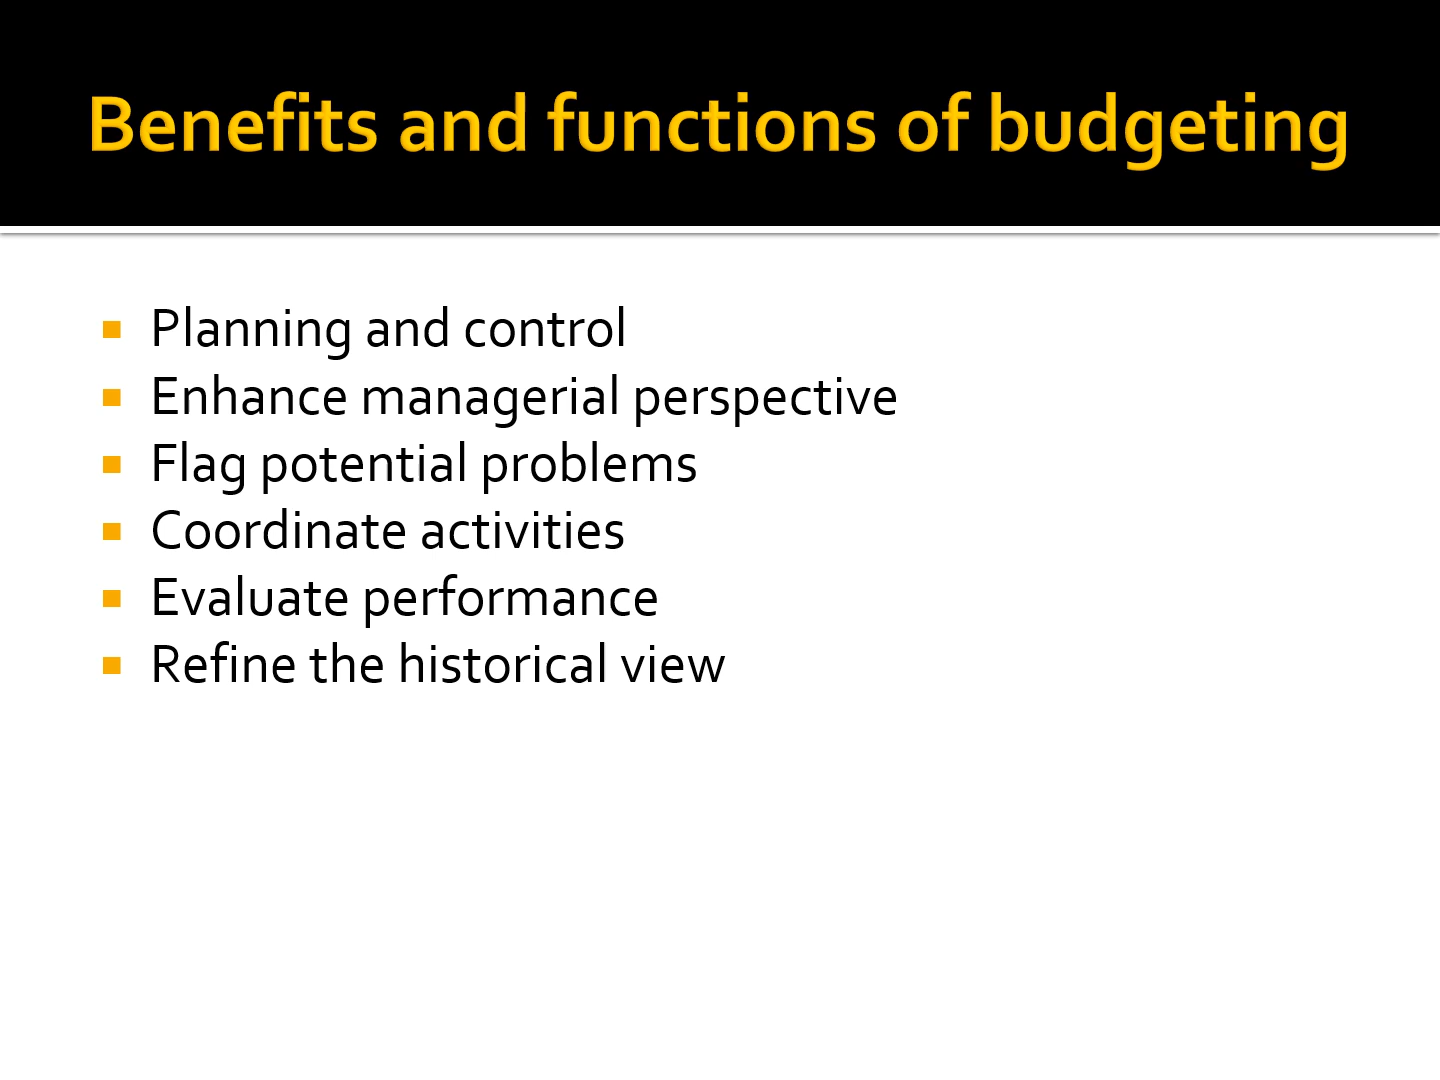 Benefits and functions of budgeting
Planning and control
Enhance managerial perspective
Flag potential problems
Coordinate activities
Evaluate performance
Refine the historical view